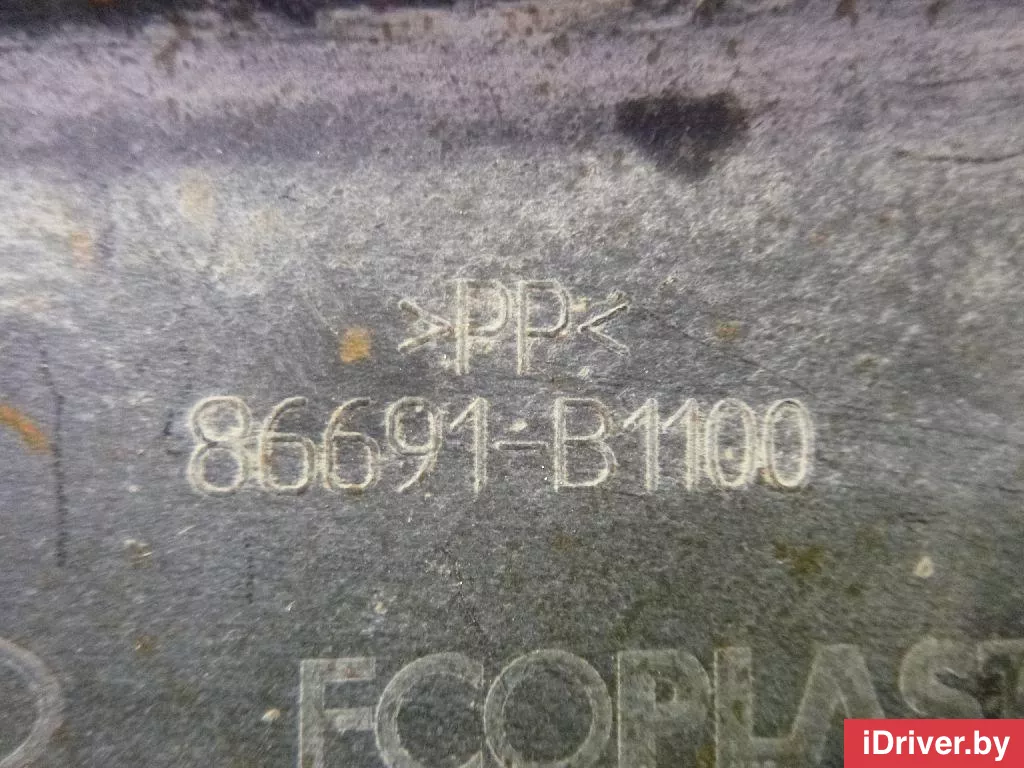 >PP<
86691-B1100
ECOPLAST
iDriver.by